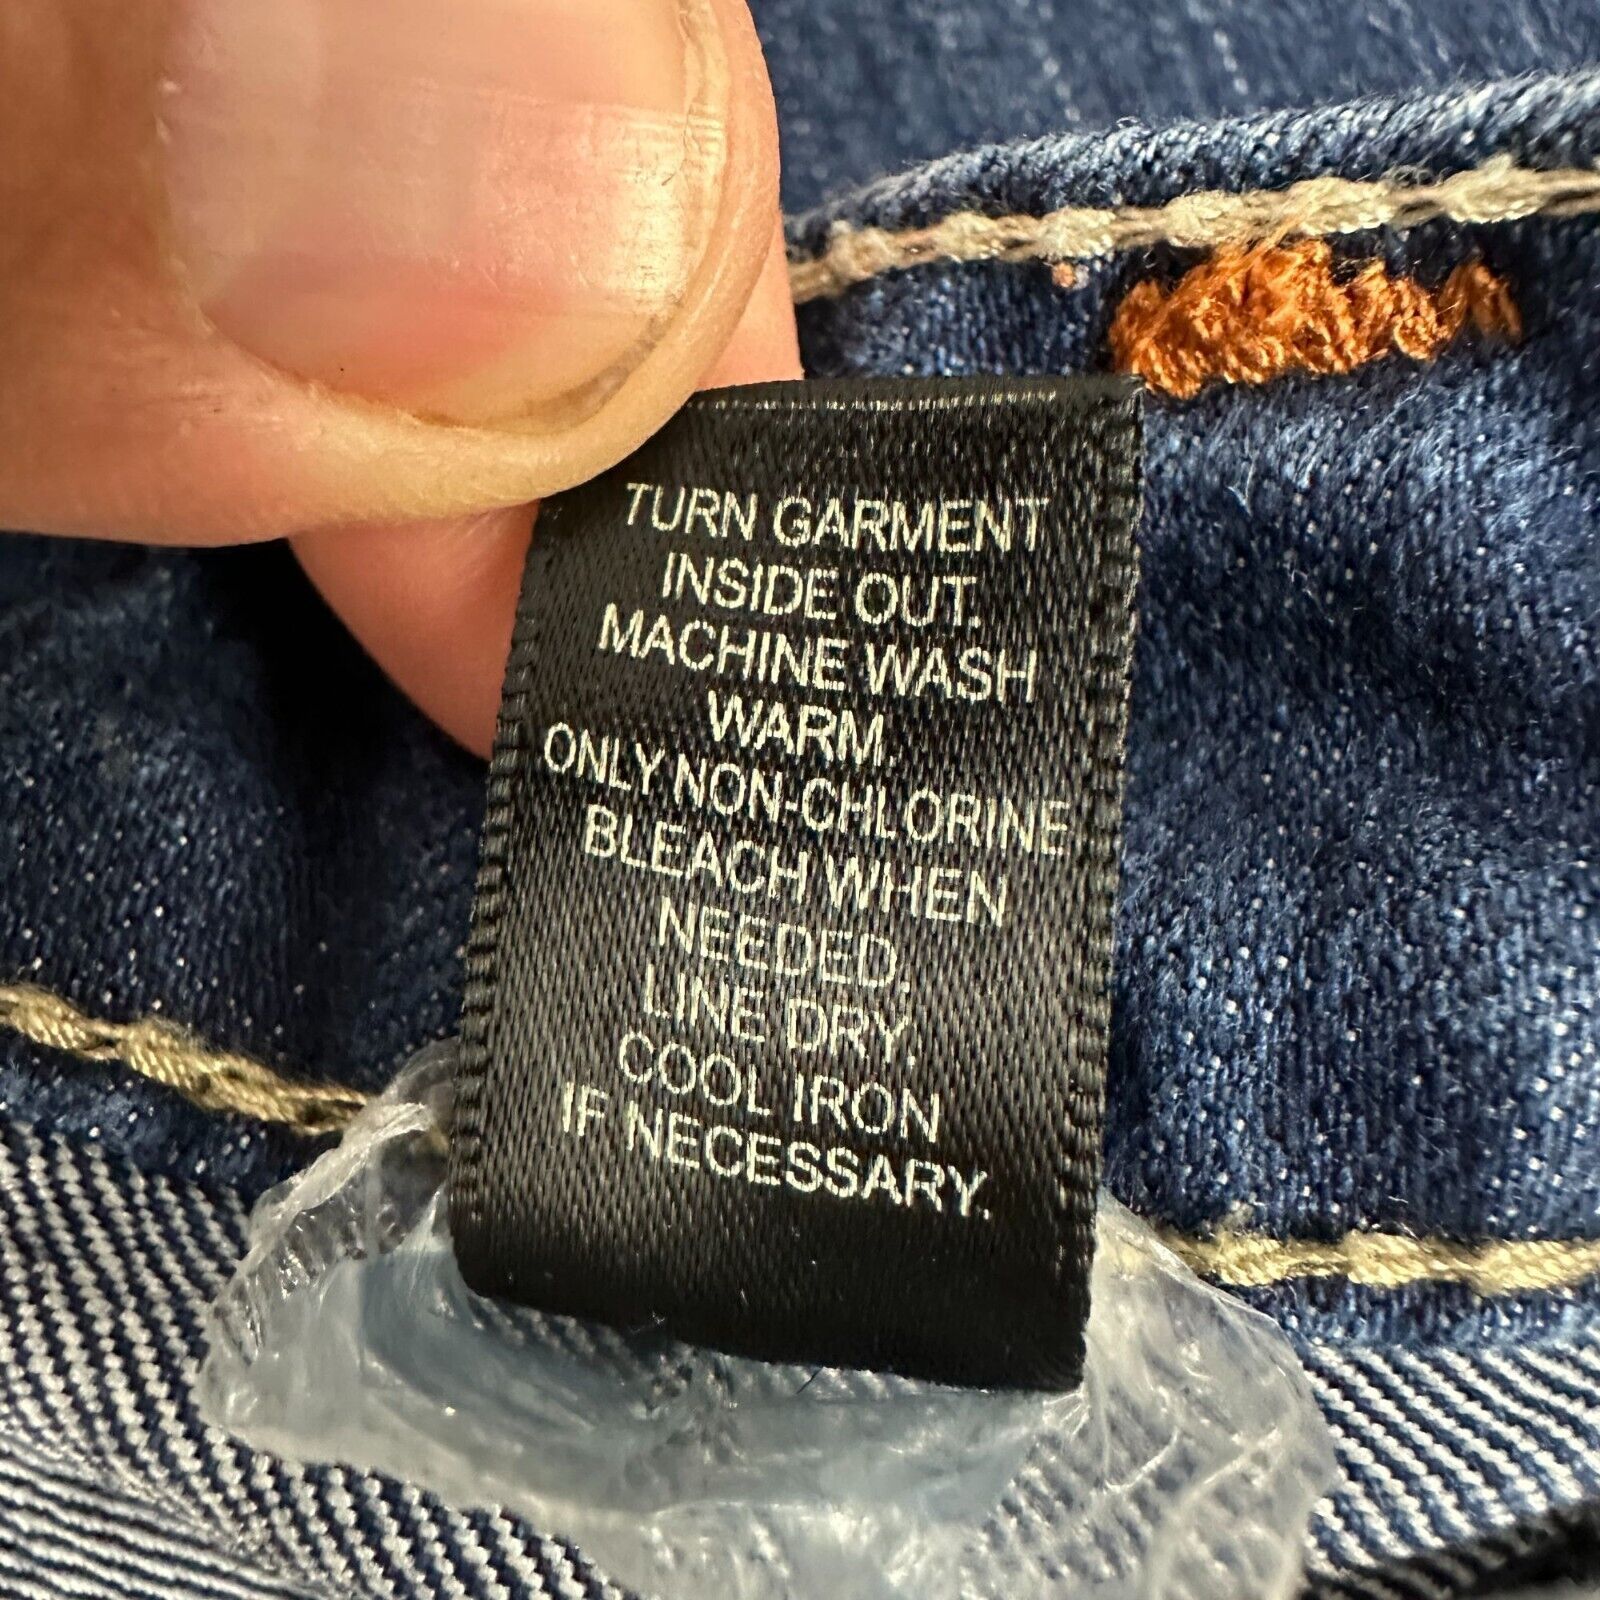 TURN GARMENT
INSIDE OUT.
MACHINE WASH
WARM.
ONLY NON-CHLORINE
BLEACH WHEN
NEEDED.
LINE DRY.
COOL IRON
IF NECESSARY.